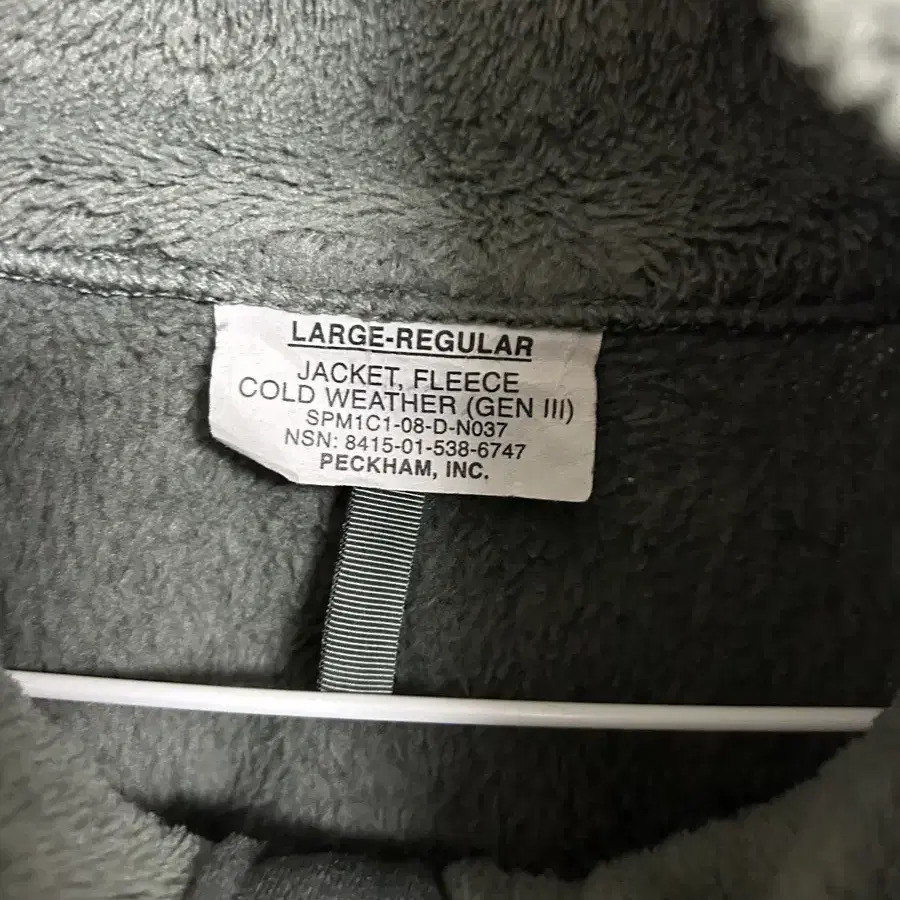 LARGE-REGULAR
JACKET, FLEECE
COLD WEATHER (GEN III)
SPM1C1-08-D-N037
NSN: 8415-01-538-6747
PECKHAM, INC.